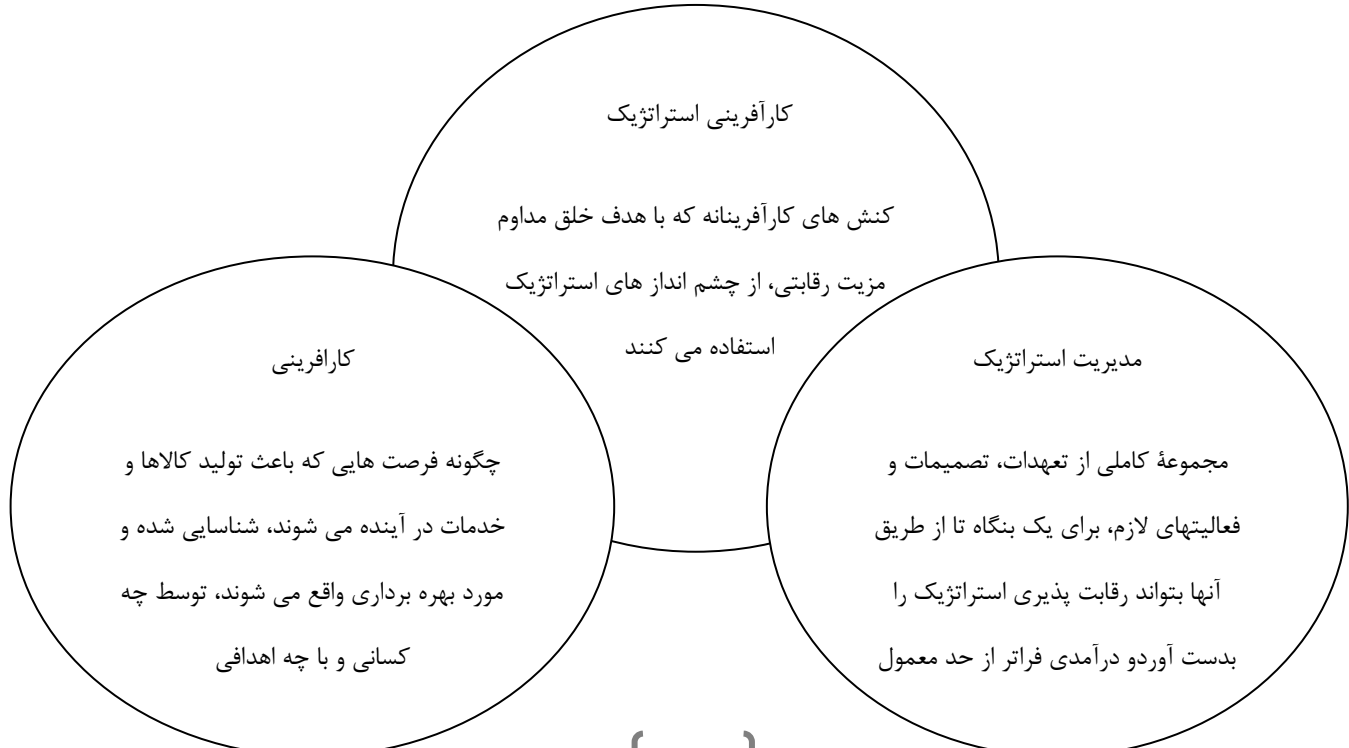 کارآفرینی استراتژیک
کنش های کارآفرینانه که با هدف خلق مداوم
مزیت رقابتی، از چشم انداز های استراتژیک
استفاده می کنند
مدیریت استراتژیک
مجموعۀ کاملی از تعهدات، تصمیمات و
فعالیتهای لازم، برای یک بنگاه تا از طریق
آنها بتواند رقابت پذیری استراتژیک را
بدست آوردو درآمدی فراتر از حد معمول
کارافرینی
چگونه فرصت هایی که باعث تولید کالاها و
خدمات در آینده می شوند، شناسایی شده و
مورد بهره برداری واقع می شوند، توسط چه
کسانی و با چه اهدافی